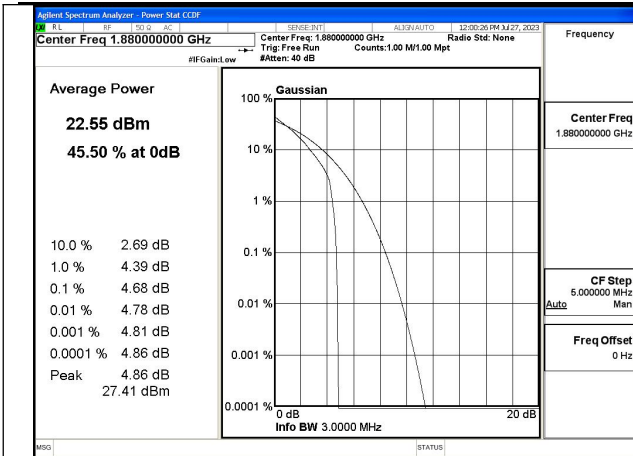 Agilent Spectrum Analyzer - Power Stat CCDF
RL RF 50 Ω AC SENSE:INT ALIGN AUTO 12:00:26 PM Jul 27, 2023
Center Freq 1.880000000 GHz
Center Freq: 1.880000000 GHz Radio Std: None
Trig: Free Run Counts:1.00 M/1.00 Mpt
#IFGain:Low #Atten: 40 dB
Frequency
Average Power
22.55 dBm
45.50 % at 0dB
10.0 % 2.69 dB
1.0 % 4.39 dB
0.1 % 4.68 dB
0.01 % 4.78 dB
0.001 % 4.81 dB
0.0001 % 4.86 dB
Peak 4.86 dB
27.41 dBm
Gaussian
100 %
10 %
1 %
0.1 %
0.01 %
0.001 %
0.0001 %
0 dB 20 dB
Info BW 3.0000 MHz
Center Freq
1.880000000 GHz
CF Step
5.000000 MHz
Auto Man
Freq Offset
0 Hz
MSG STATUS